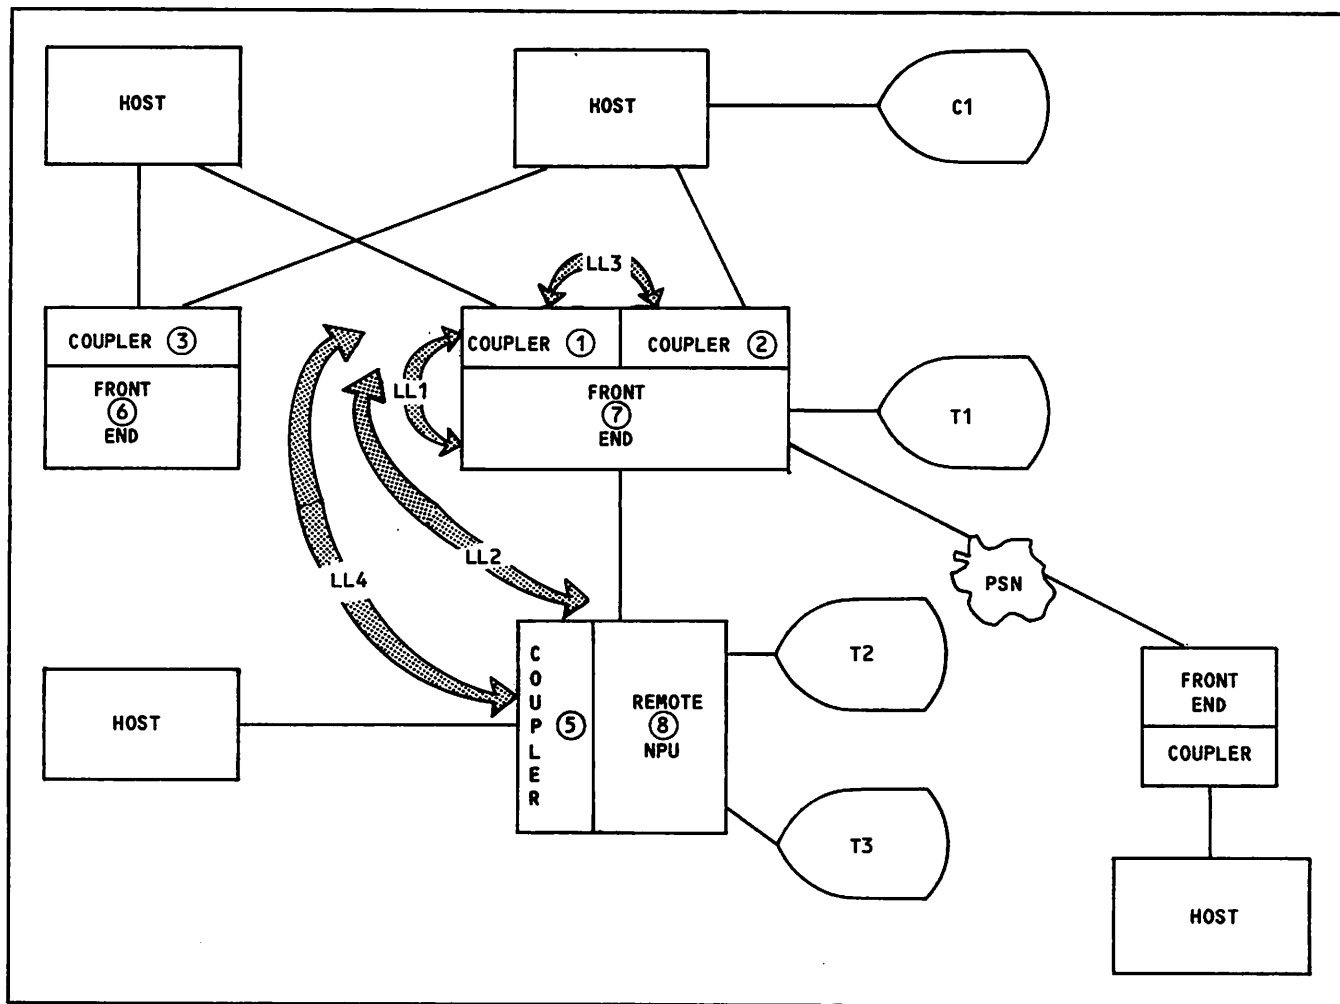 HOST
HOST
C1
LL3
COUPLER ③
COUPLER ①
COUPLER ②
LL1
FRONT
⑥
END
FRONT
⑦
END
T1
LL2
LL4
PSN
COUPLER
⑤
REMOTE
⑧
NPU
T2
HOST
FRONT
END
COUPLER
T3
HOST